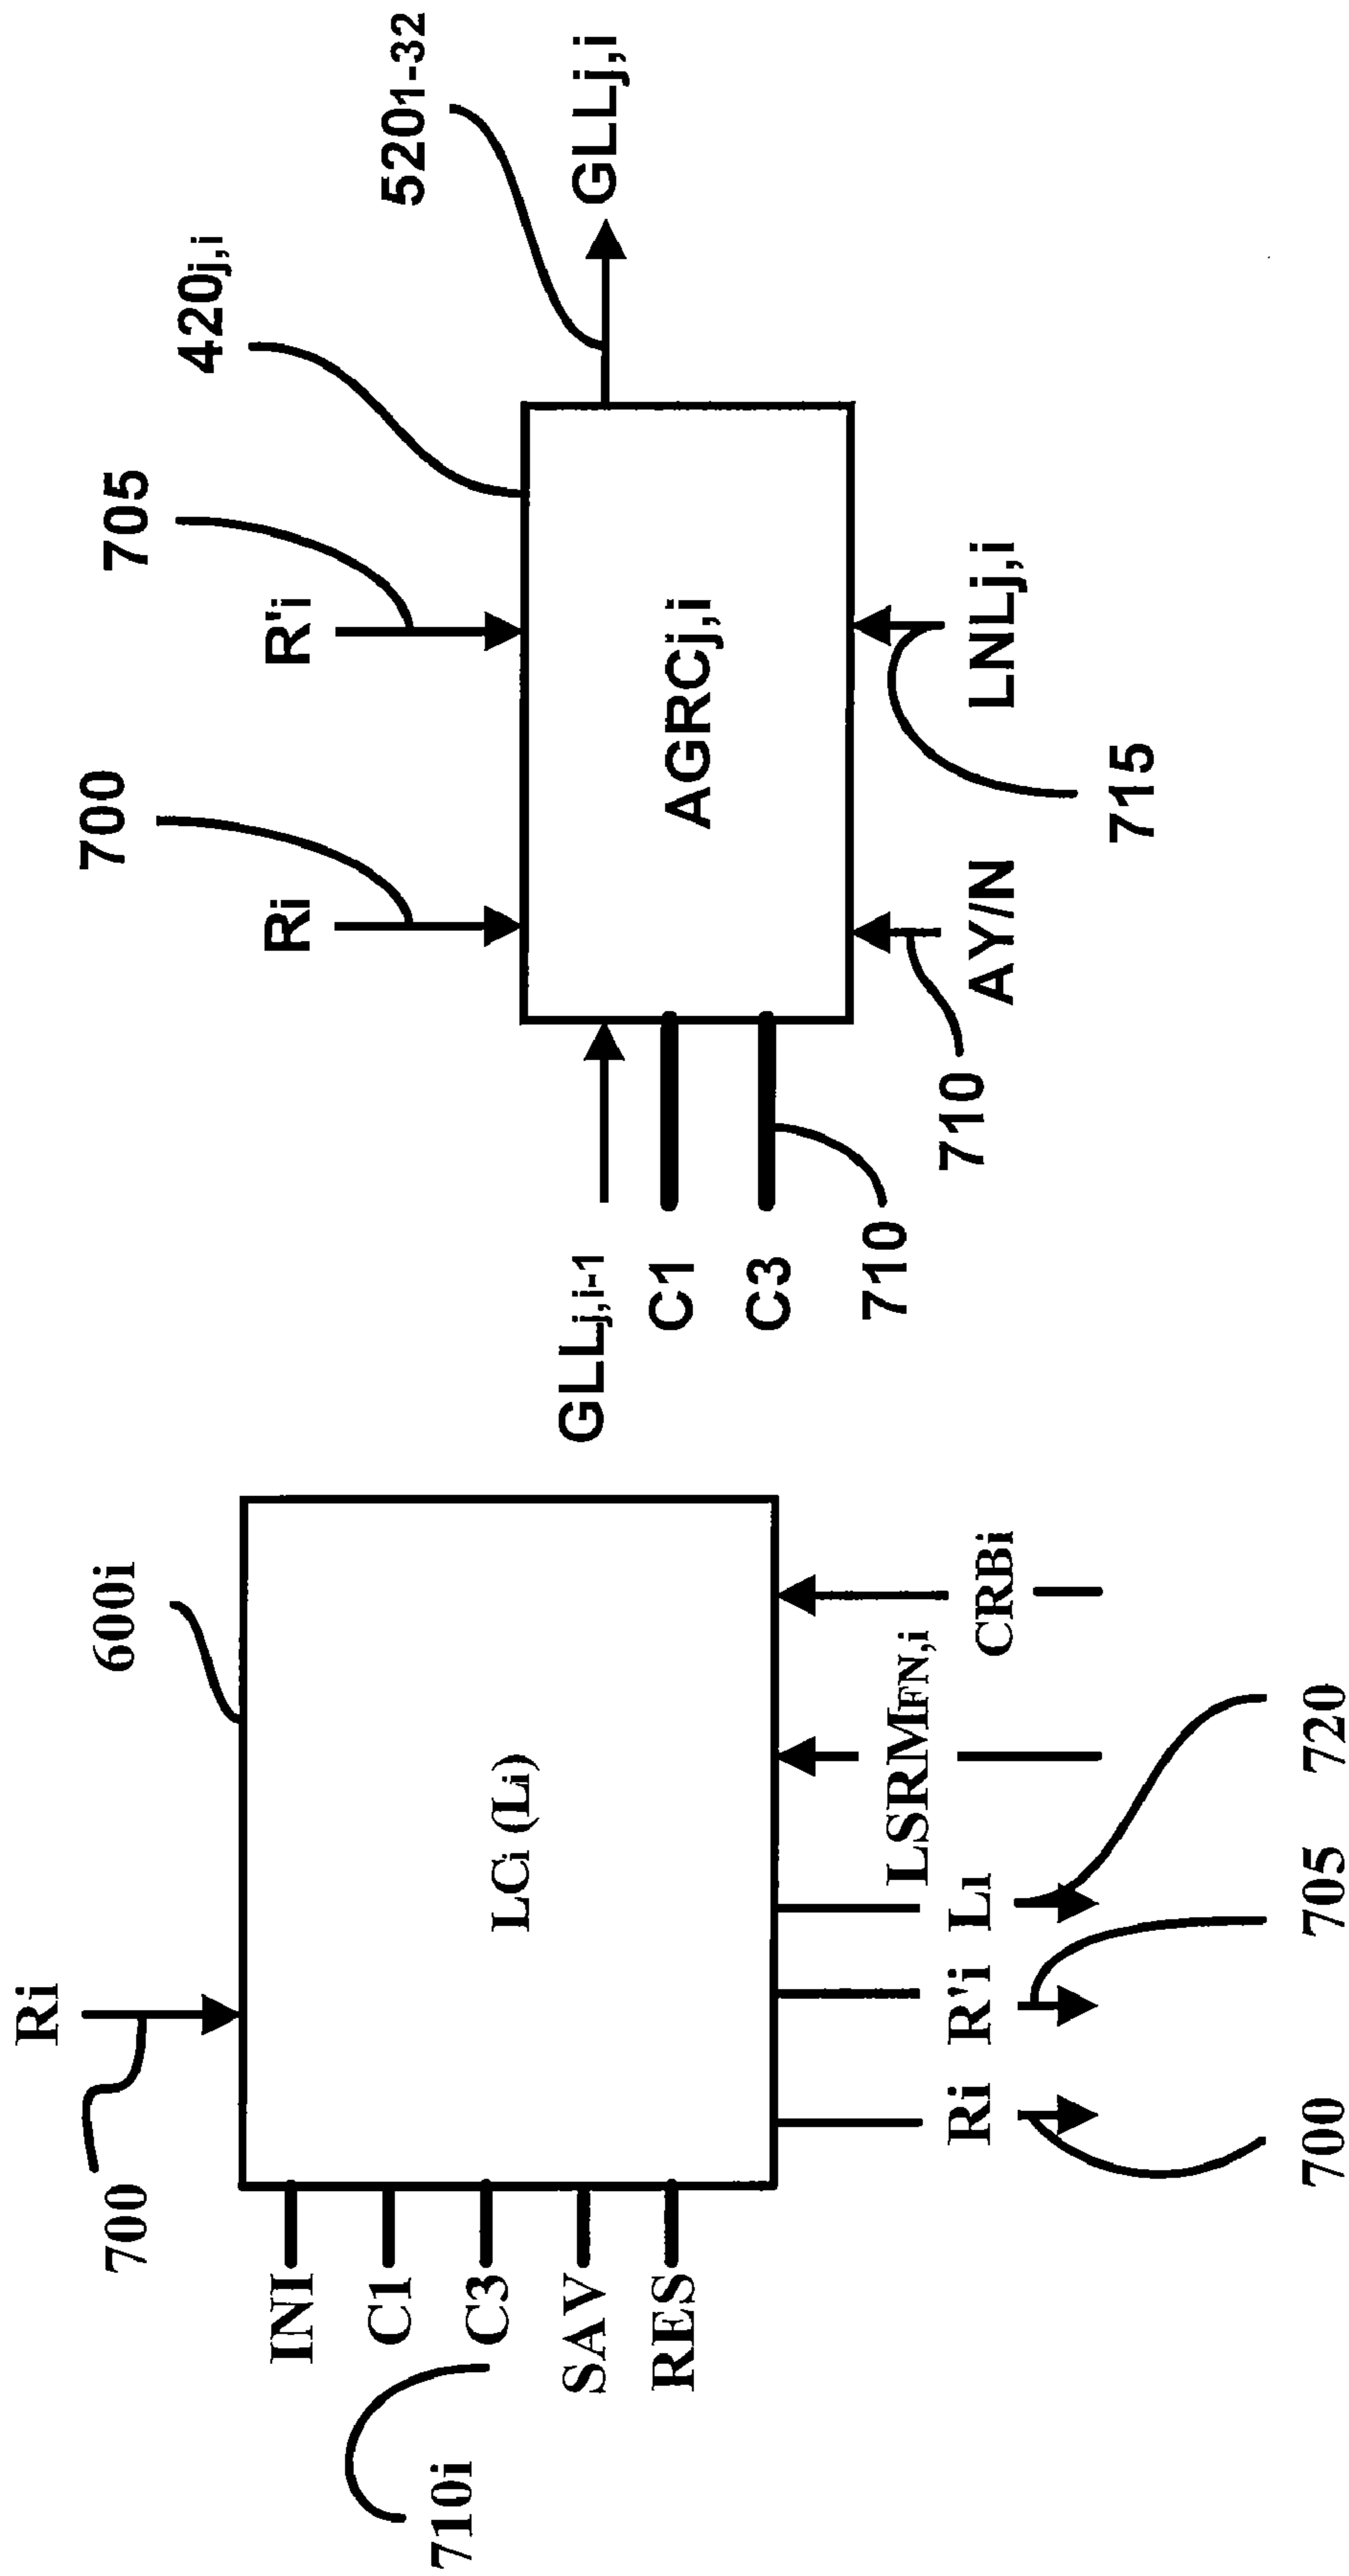 Ri
700
600i
INI
C1
C3
SAV
RES
710i
LCi (Li)
Ri
R'i
Li
LSRMFN,i
CRBi
700
705
720
700
705
420j,i
5201-32
Ri
R'i
GLLj,i-1
C1
C3
710
AGRCj,i
GLLj,i
AY/N
LNLj,i
710
715